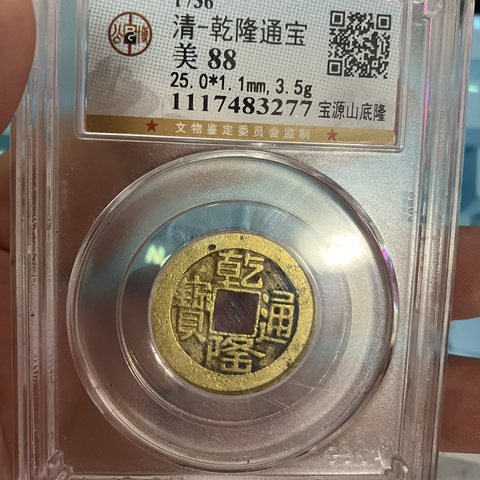 1736
清-乾隆通宝
美 88
25.0*1.1mm,3.5g
1117483277 宝源山底隆
★ 文物鉴定委员会监制 ★
乾隆通寶